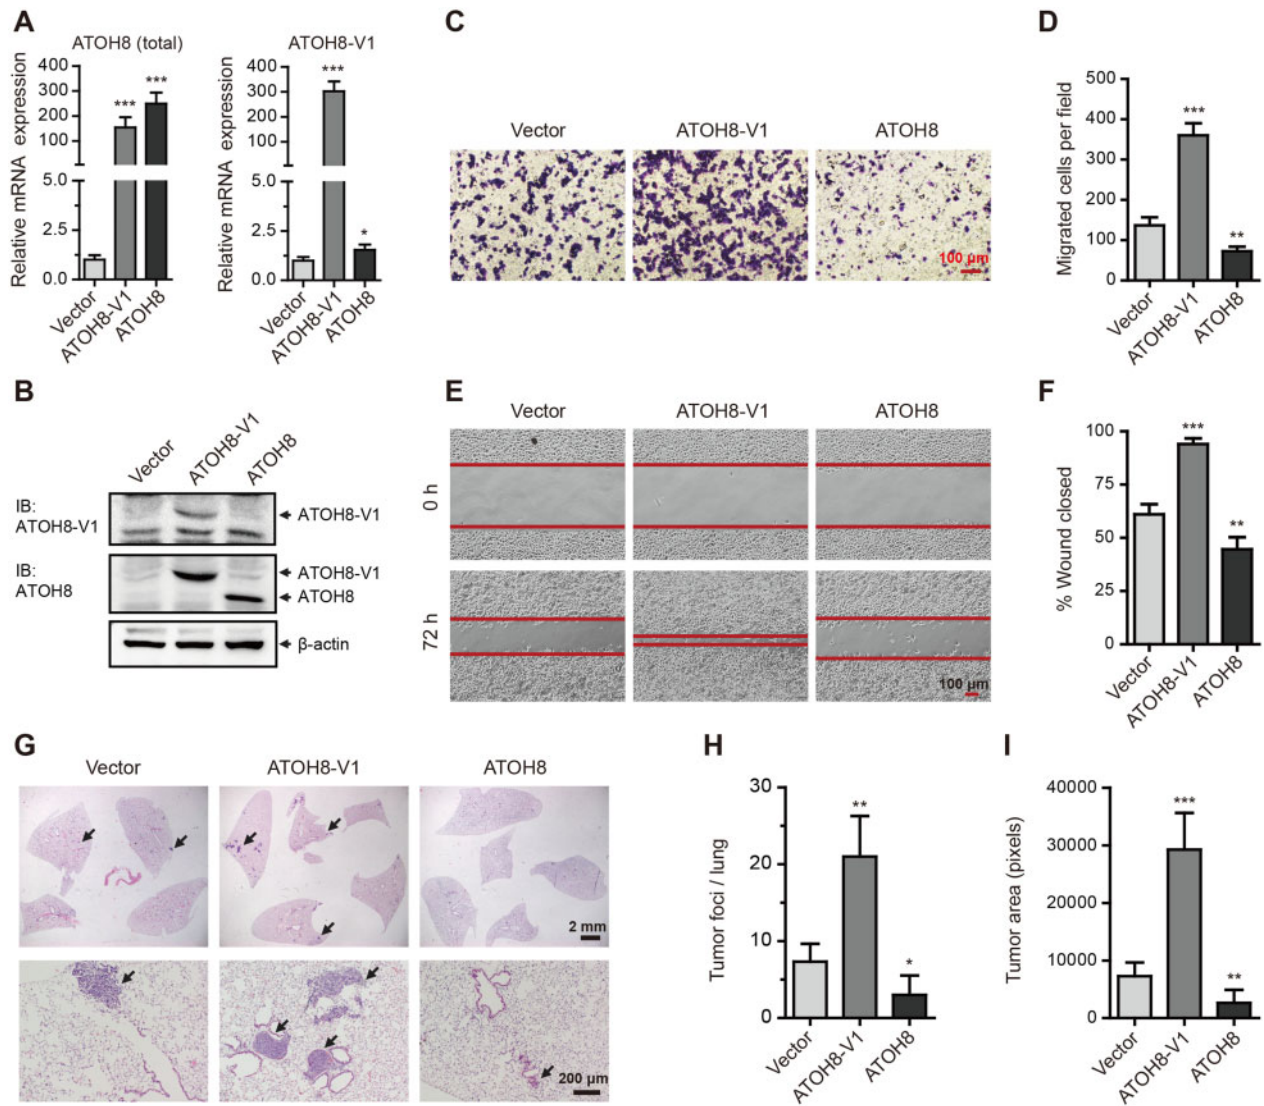 A
ATOH8 (total)
Relative mRNA expression
400
300
200
100
5.0
2.5
0.0
***
***
Vector
ATOH8-V1
ATOH8
ATOH8-V1
Relative mRNA expression
400
300
200
100
5.0
2.5
0.0
***
*
Vector
ATOH8-V1
ATOH8
C
Vector
ATOH8-V1
ATOH8
100 µm
D
Migrated cells per field
500
400
300
200
100
0
***
**
Vector
ATOH8-V1
ATOH8
B
Vector
ATOH8-V1
ATOH8
IB:
ATOH8-V1
ATOH8-V1
IB:
ATOH8
ATOH8-V1
ATOH8
β-actin
E
Vector
ATOH8-V1
ATOH8
0 h
72 h
100 µm
F
% Wound closed
100
75
50
25
0
***
**
Vector
ATOH8-V1
ATOH8
G
Vector
ATOH8-V1
ATOH8
2 mm
200 µm
H
Tumor foci / lung
30
20
10
0
**
*
Vector
ATOH8-V1
ATOH8
I
Tumor area (pixels)
40000
30000
20000
10000
0
***
**
Vector
ATOH8-V1
ATOH8